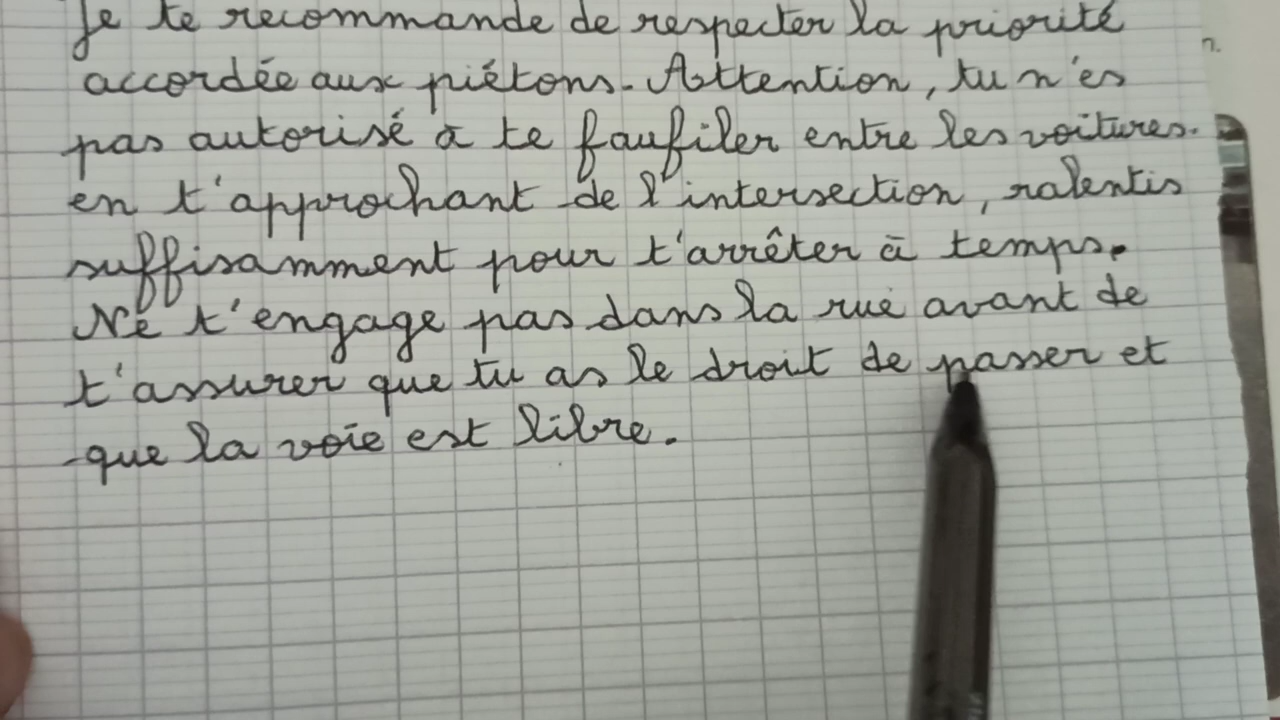 Je te recommande de respecter la priorité
accordée aux piétons. Attention, tu n'es
pas autorisé à te faufiler entre les voitures.
en t'approchant de l'intersection, ralentis
suffisamment pour t'arrêter à temps.
Ne t'engage pas dans la rue avant de
t'assurer que tu as le droit de passer et
que la voie est libre.